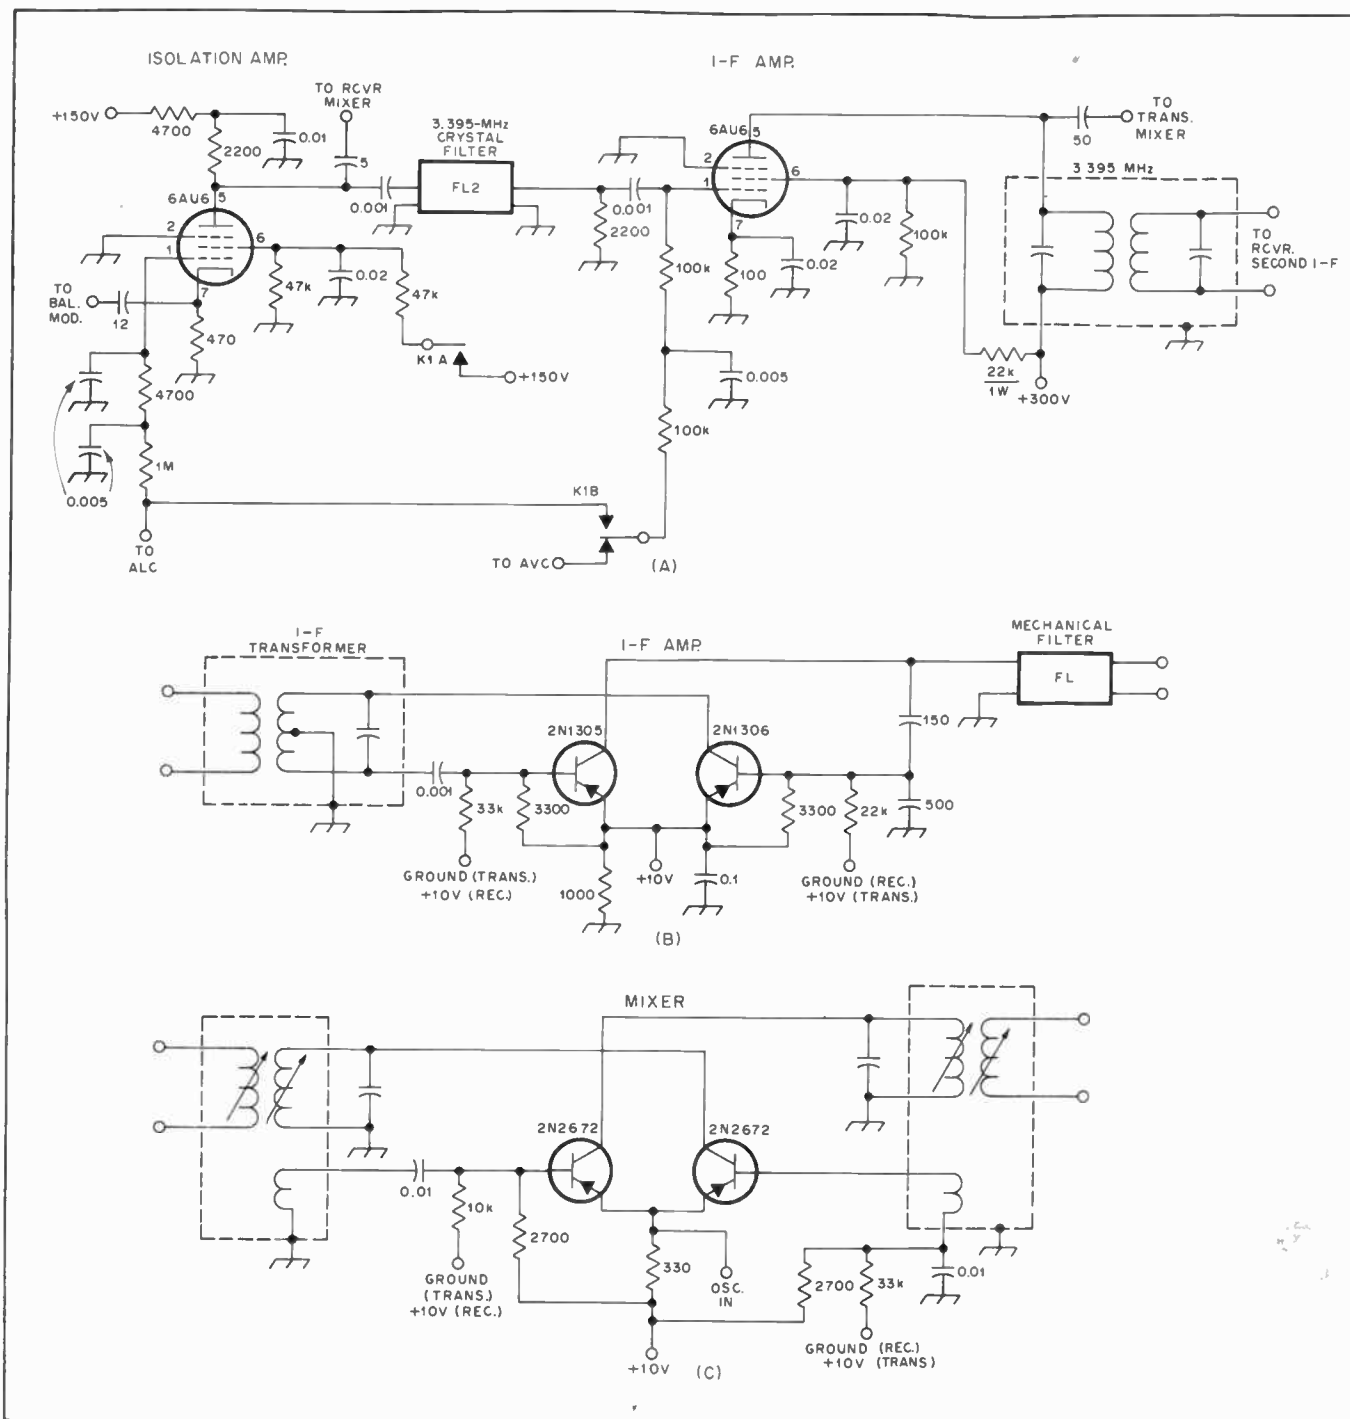 ISOLATION AMP.
I-F AMP.
TO RCVR
MIXER
+150V
4700
0.01
2200
5
3.395-MHz
CRYSTAL
FILTER
FL2
0.001
6AU6
5
2
1
6
7
TO
BAL.
MOD.
12
470
47k
0.02
47k
K1A
+150V
4700
1M
0.005
TO
ALC
K1B
TO AVC
(A)
2200
0.001
100k
100k
0.005
6AU6
5
2
1
6
7
100
0.02
0.02
100k
50
TO
TRANS.
MIXER
3.395 MHz
TO
RCVR.
SECOND I-F
22k
1W
+300V
I-F
TRANSFORMER
I-F AMP.
MECHANICAL
FILTER
FL
2N1305
2N1306
150
0.001
33k
3300
3300
22k
500
GROUND (TRANS.)
+10V (REC.)
1000
+10V
0.1
GROUND (REC.)
+10V (TRANS.)
(B)
MIXER
2N2672
2N2672
0.01
10k
2700
330
OSC.
IN
2700
33k
0.01
GROUND
(TRANS.)
+10V (REC.)
GROUND (REC.)
+10V (TRANS)
+10V
(C)